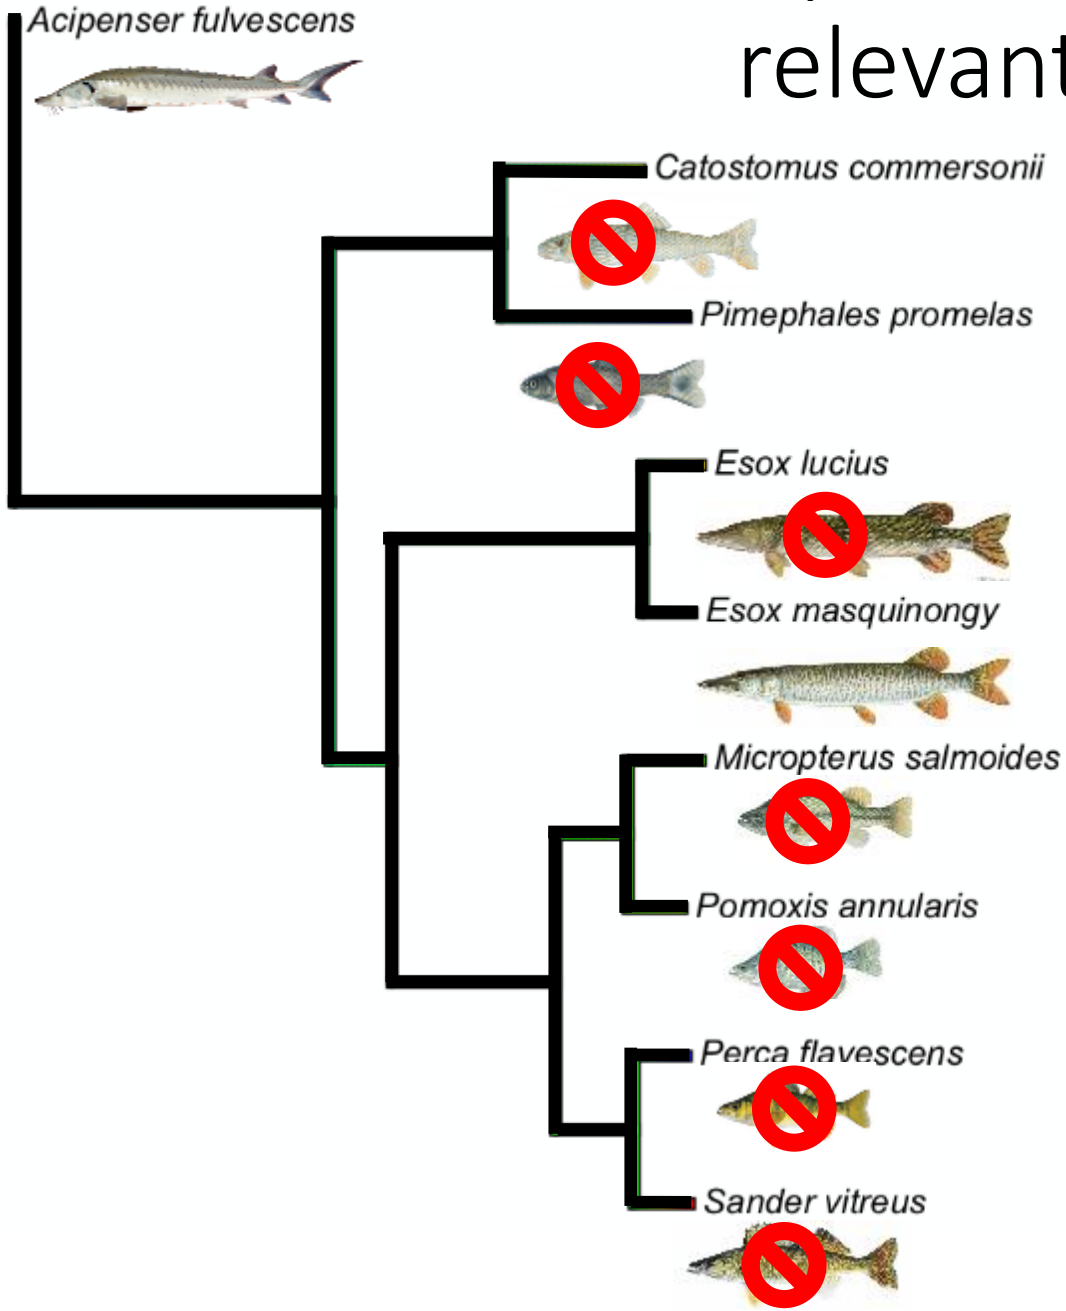 Acipenser fulvescens
relevant
Catostomus commersonii
Pimephales promelas
Esox lucius
Esox masquinongy
Micropterus salmoides
Pomoxis annularis
Perca flavescens
Sander vitreus